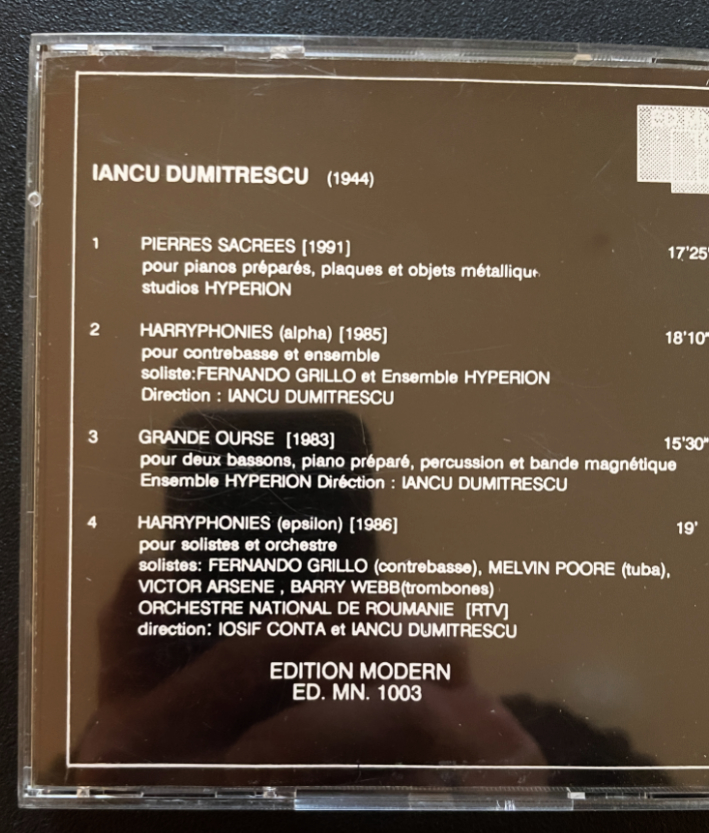 IANCU DUMITRESCU (1944)
1 PIERRES SACREES [1991] 17'25"
pour pianos préparés, plaques et objets
studios HYPERION
2 HARRYPHONIES (alpha) [1985] 18'10"
pour contrebasse et ensemble
soliste:FERNANDO GRILLO et Ensemble HYPERION
Direction : IANCU DUMITRESCU
3 GRANDE OURSE [1983] 15'30"
pour deux bassons, piano préparé, percussion et bande magnétique
Ensemble HYPERION Diréction : IANCU DUMITRESCU
4 HARRYPHONIES (epsilon) [1986] 19'
pour solistes et orchestre
solistes: FERNANDO GRILLO (contrebasse), MELVIN POORE (tuba),
VICTOR ARSENE , BARRY WEBB(trombones)
ORCHESTRE NATIONAL DE ROUMANIE [RTV]
direction: IOSIF CONTA et IANCU DUMITRESCU
EDITION MODERN
ED. MN. 1003